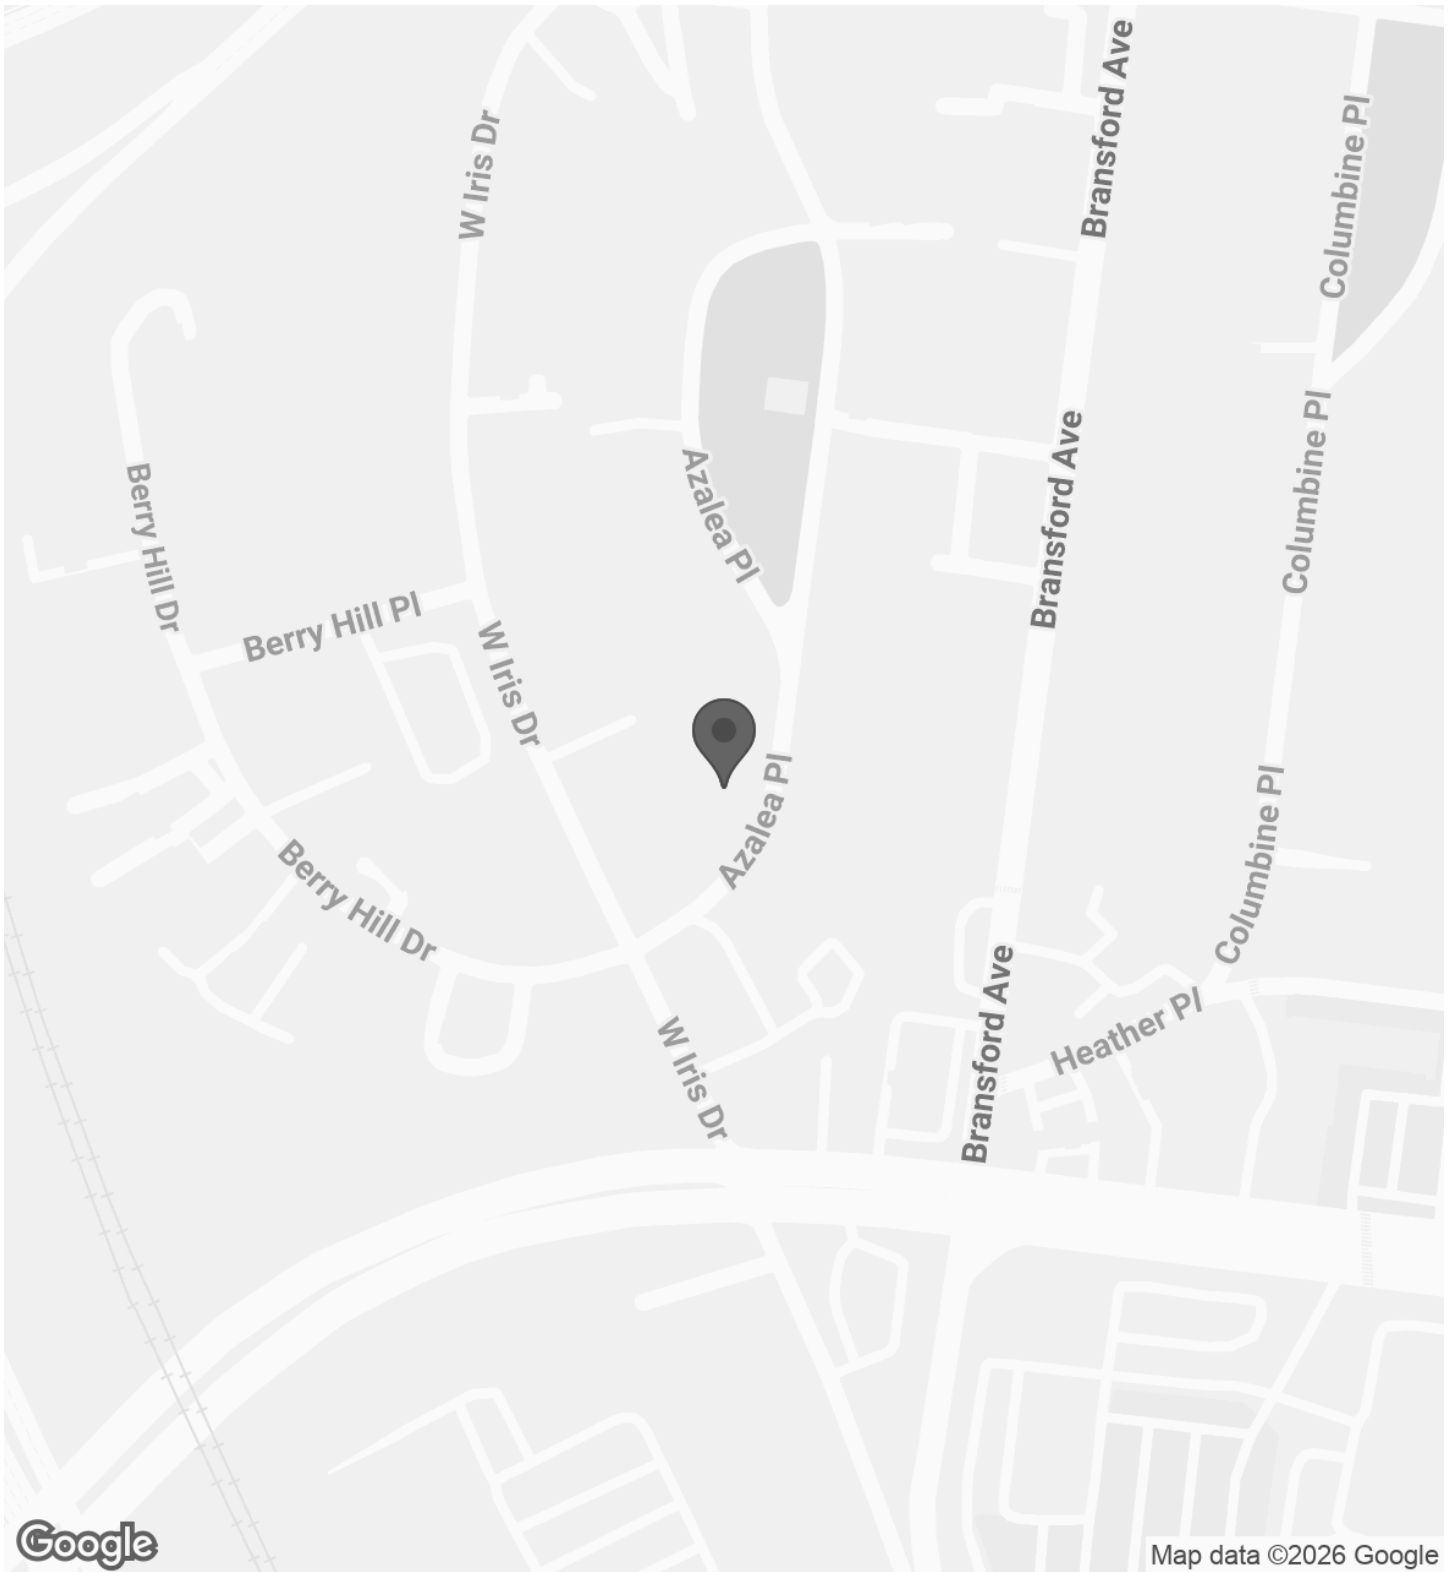 Bransford Ave
Columbine Pl
W Iris Dr
Bransford Ave
Columbine Pl
Azalea Pl
Berry Hill Dr
Berry Hill Pl
W Iris Dr
Azalea Pl
Columbine Pl
Berry Hill Dr
Bransford Ave
Heather Pl
W Iris Dr
Google
Map data ©2026 Google